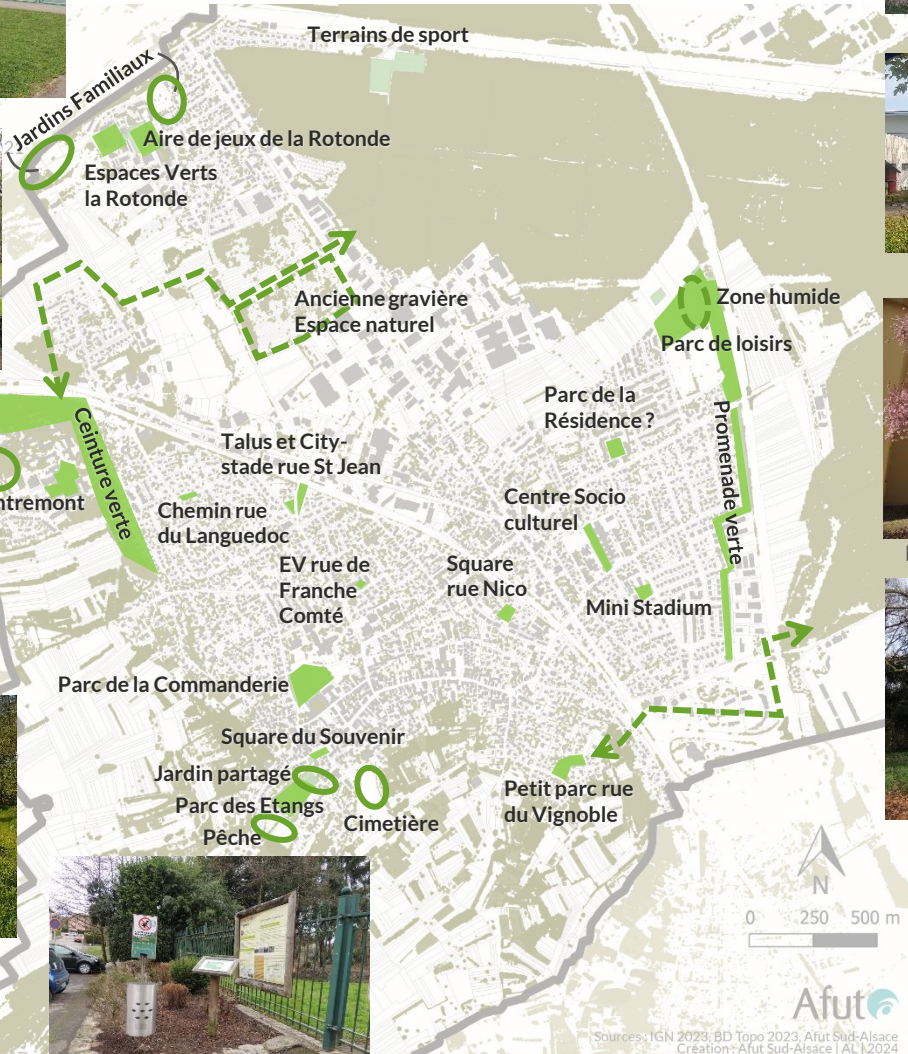 Terrains de sport
Jardins Familiaux
Aire de jeux de la Rotonde
Espaces Verts
la Rotonde
Ancienne gravière
Espace naturel
Zone humide
Parc de loisirs
Parc de la
Résidence ?
Promenade verte
Ceinture verte
Talus et City-
stade rue St Jean
ntremont
Chemin rue
du Languedoc
Centre Socio
culturel
EV rue de
Franche
Comté
Square
rue Nico
Mini Stadium
Parc de la Commanderie
Square du Souvenir
Jardin partagé
Parc des Etangs
Pêche
Cimetière
Petit parc rue
du Vignoble
N
0 250 500 m
Afut
Sources : IGN 2023, BD Topo 2023, Afut Sud-Alsace
Création : Afut Sud-Alsace | AL | 2024